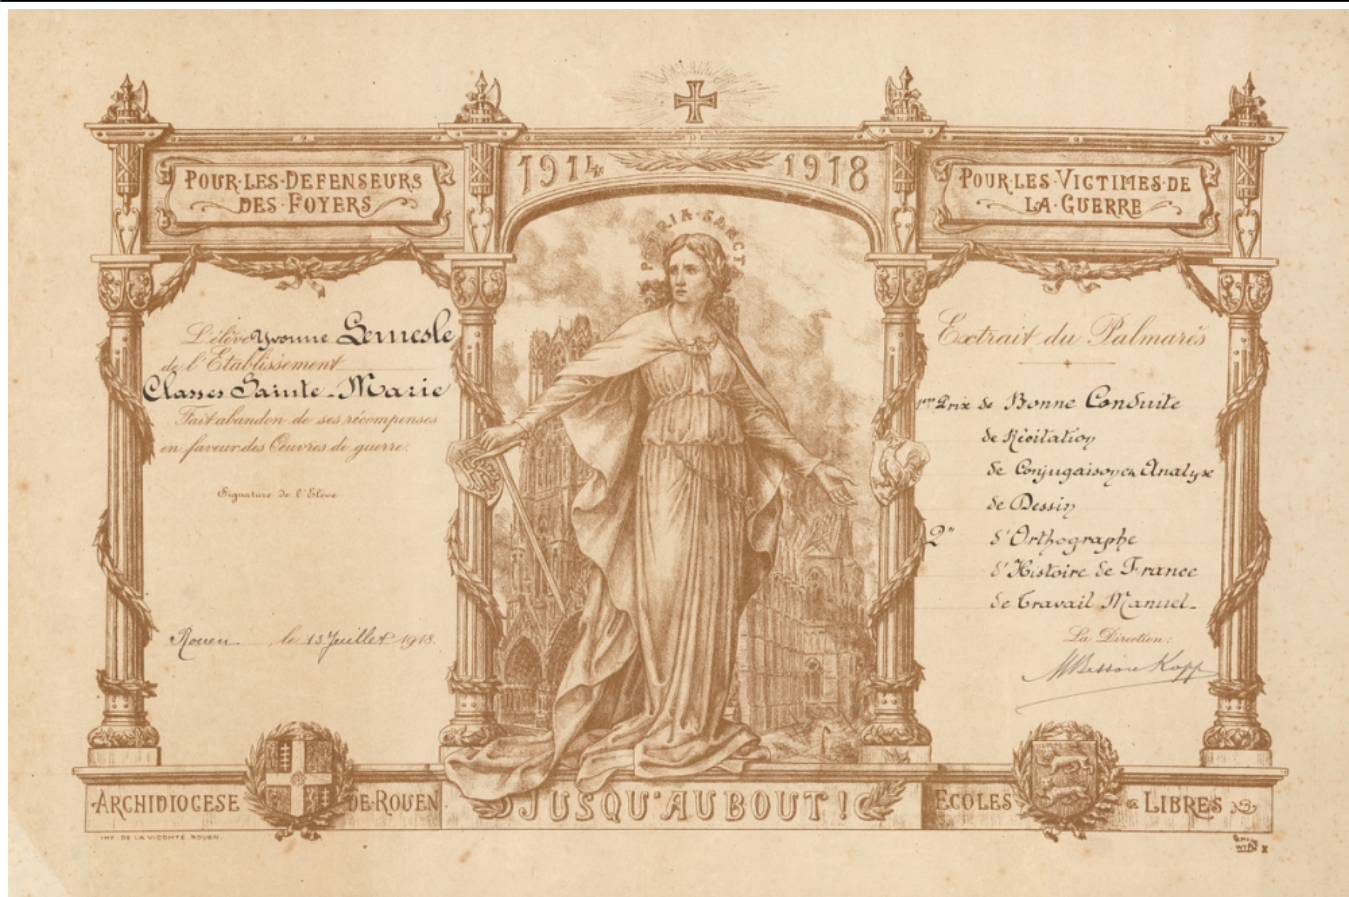 1914 1918
POUR·LES·DEFENSEURS
DES·FOYERS
POUR·LES·VICTIMES·DE
LA·GUERRE
L'élève Yvonne Lemesle
de l'Etablissement
Classes Sainte-Marie
Fait abandon de ses récompenses
en faveur des Œuvres de guerre.
Signature de l'Elève
Rouen. le 13 Juillet 1918.
Extrait du Palmarès
1er Prix de Bonne Conduite
de Récitation
de Conjugaison et Analyse
de Dessin
2e d'Orthographe
d'Histoire de France
de Travail Manuel.
La Direction:
ARCHIDIOCESE DE·ROUEN
JUSQU'AU BOUT!
ECOLES LIBRES
IMP. DE LA VICOMTÉ ROUEN.